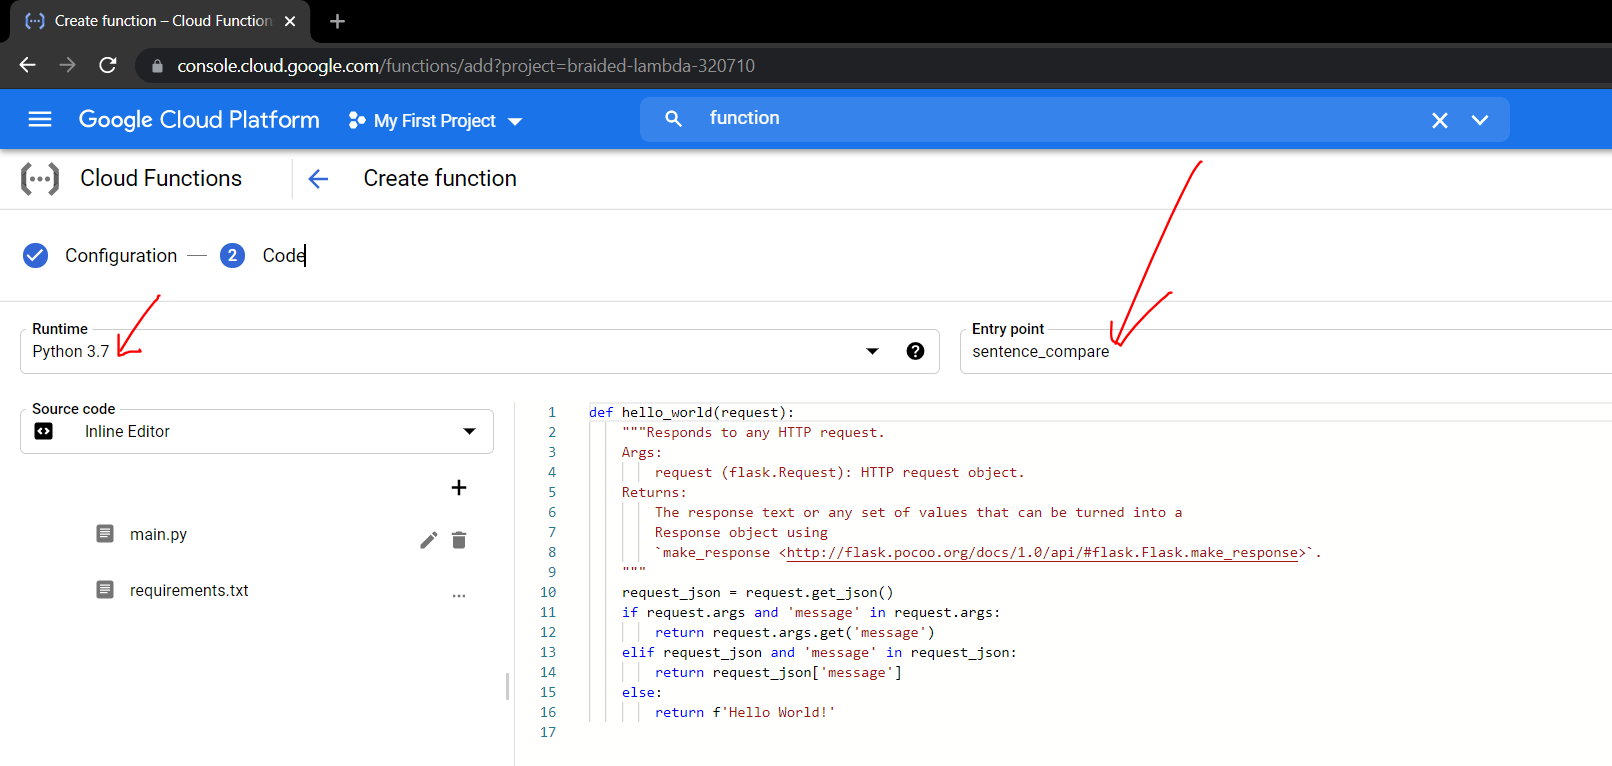 Create function – Cloud Function
console.cloud.google.com/functions/add?project=braided-lambda-320710
Google Cloud Platform
My First Project
function
Cloud Functions
Create function
Configuration
2
Code
Runtime
Python 3.7
Entry point
sentence_compare
Source code
Inline Editor
main.py
requirements.txt
1 def hello_world(request):
2 """Responds to any HTTP request.
3 Args:
4 request (flask.Request): HTTP request object.
5 Returns:
6 The response text or any set of values that can be turned into a
7 Response object using
8 `make_response <http://flask.pocoo.org/docs/1.0/api/#flask.Flask.make_response>`.
9 """
10 request_json = request.get_json()
11 if request.args and 'message' in request.args:
12 return request.args.get('message')
13 elif request_json and 'message' in request_json:
14 return request_json['message']
15 else:
16 return f'Hello World!'
17